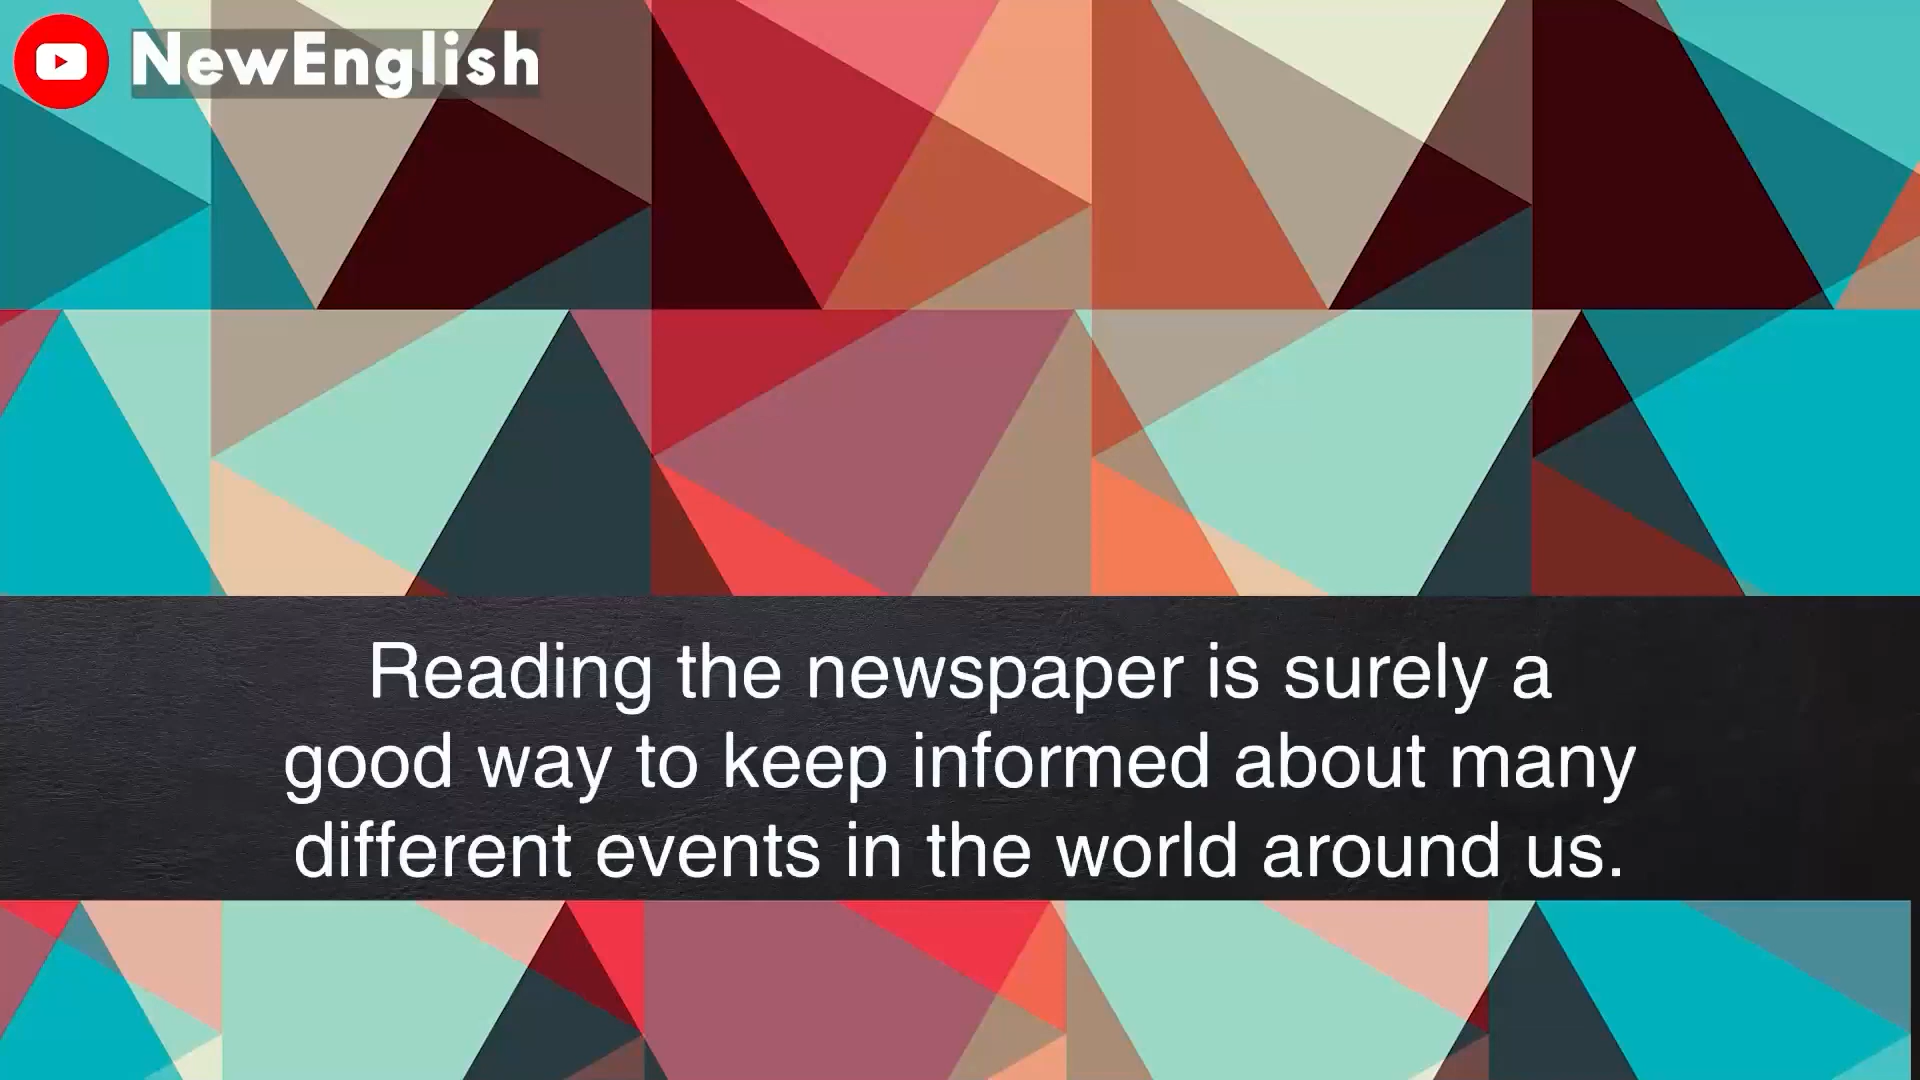 NewEnglish
Reading the newspaper is surely a
good way to keep informed about many
different events in the world around us.